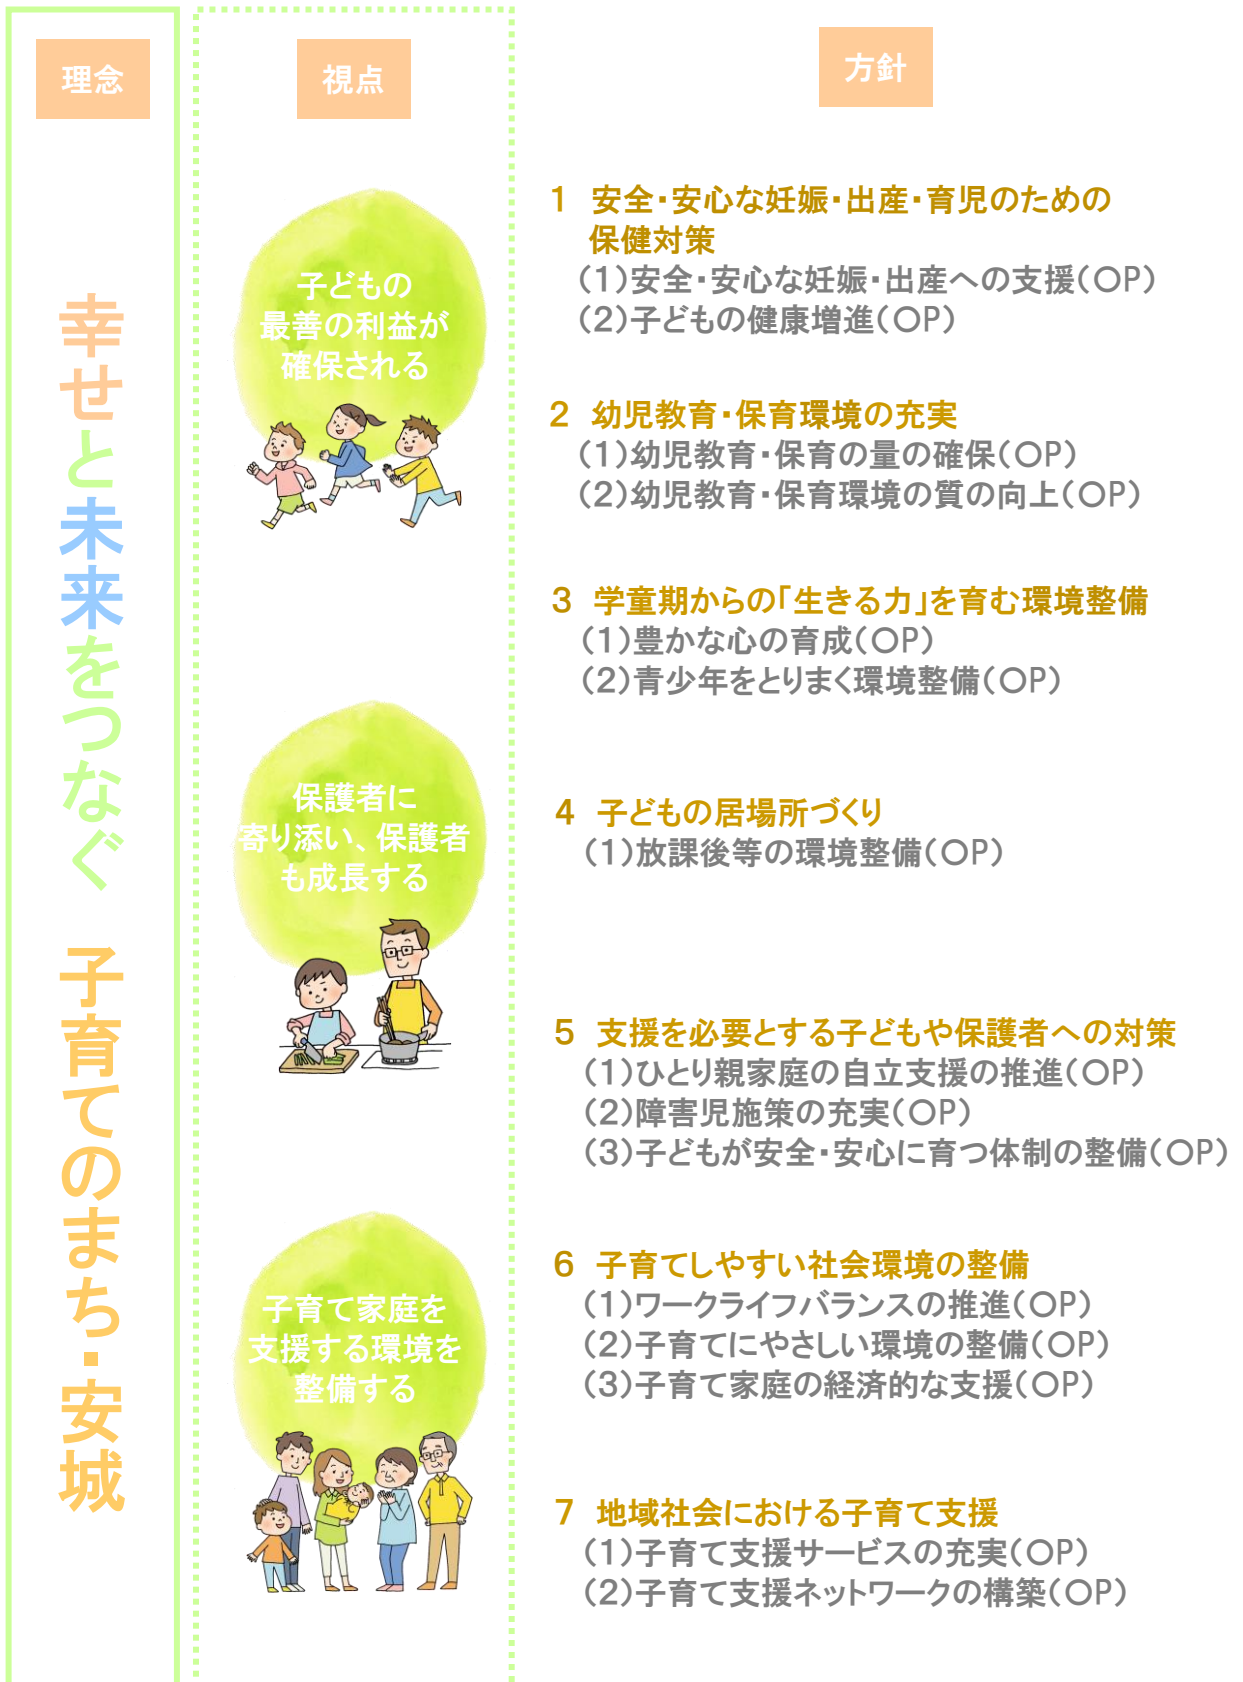 理念
幸せと未来をつなぐ　子育てのまち・安城
視点
子どもの
最善の利益が
確保される
保護者に
寄り添い、保護者
も成長する
子育て家庭を
支援する環境を
整備する
方針
1　安全・安心な妊娠・出産・育児のための
保健対策
（1）安全・安心な妊娠・出産への支援（〇P）
（2）子どもの健康増進（〇P）
2　幼児教育・保育環境の充実
（1）幼児教育・保育の量の確保（〇P）
（2）幼児教育・保育環境の質の向上（〇P）
3　学童期からの「生きる力」を育む環境整備
（1）豊かな心の育成（〇P）
（2）青少年をとりまく環境整備（〇P）
4　子どもの居場所づくり
（1）放課後等の環境整備（〇P）
5　支援を必要とする子どもや保護者への対策
（1）ひとり親家庭の自立支援の推進（〇P）
（2）障害児施策の充実（〇P）
（3）子どもが安全・安心に育つ体制の整備（〇P）
6　子育てしやすい社会環境の整備
（1）ワークライフバランスの推進（〇P）
（2）子育てにやさしい環境の整備（〇P）
（3）子育て家庭の経済的な支援（〇P）
7　地域社会における子育て支援
（1）子育て支援サービスの充実（〇P）
（2）子育て支援ネットワークの構築（〇P）